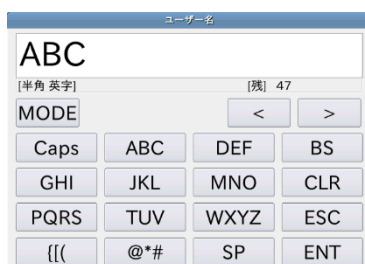 ユーザー名
ABC
[半角 英字] [残] 47
MODE < >
Caps ABC DEF BS
GHI JKL MNO CLR
PQRS TUV WXYZ ESC
{[( @*# SP ENT